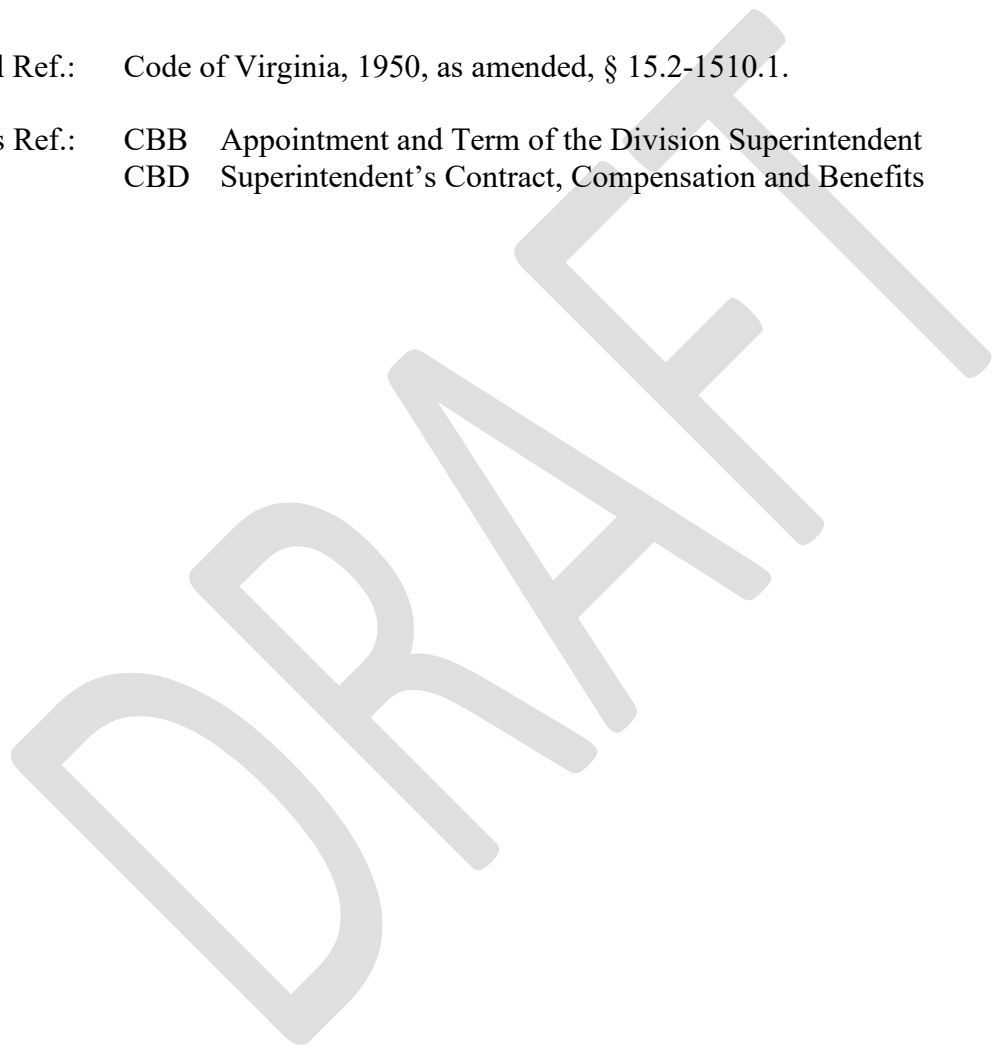 l Ref.: Code of Virginia, 1950, as amended, § 15.2-1510.1.
s Ref.: CBB Appointment and Term of the Division Superintendent
CBD Superintendent’s Contract, Compensation and Benefits
DRAFT